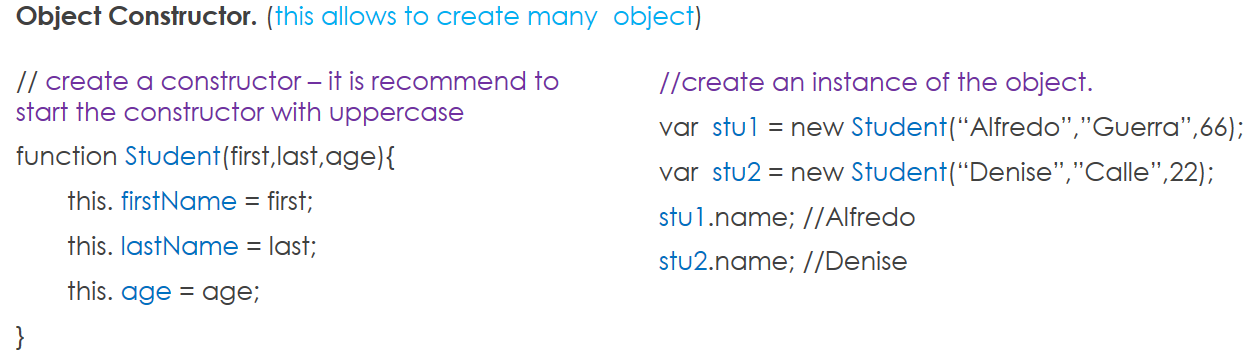 Object Constructor. (this allows to create many  object)
// create a constructor – it is recommend to
start the constructor with uppercase
function Student(first,last,age){
this. firstName = first;
this. lastName = last;
this. age = age;
}
//create an instance of the object.
var  stu1 = new Student(“Alfredo”,”Guerra”,66);
var  stu2 = new Student(“Denise”,”Calle”,22);
stu1.name; //Alfredo
stu2.name; //Denise